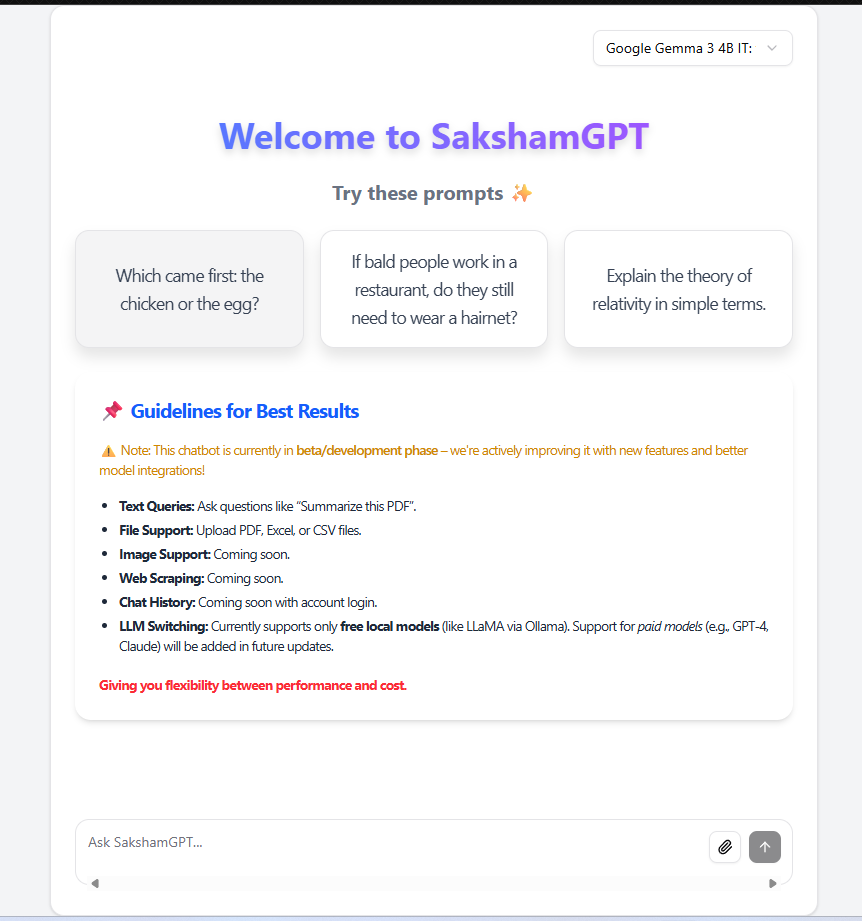 Google Gemma 3 4B IT:
Welcome to SakshamGPT
Try these prompts ✨
Which came first: the
chicken or the egg?
If bald people work in a
restaurant, do they still
need to wear a hairnet?
Explain the theory of
relativity in simple terms.
📌 Guidelines for Best Results
⚠️ Note: This chatbot is currently in beta/development phase – we're actively improving it with new features and better
model integrations!
• Text Queries: Ask questions like “Summarize this PDF”.
• File Support: Upload PDF, Excel, or CSV files.
• Image Support: Coming soon.
• Web Scraping: Coming soon.
• Chat History: Coming soon with account login.
• LLM Switching: Currently supports only free local models (like LLaMA via Ollama). Support for paid models (e.g., GPT-4,
Claude) will be added in future updates.
Giving you flexibility between performance and cost.
Ask SakshamGPT...